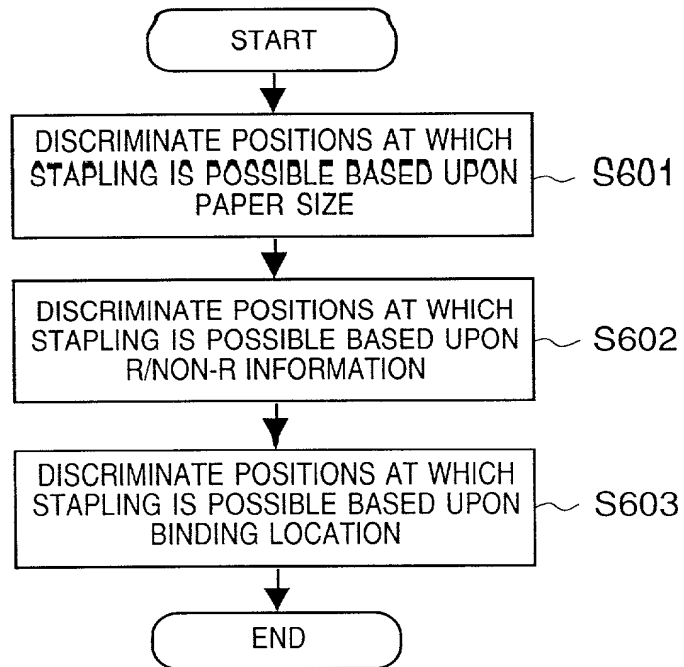 START
DISCRIMINATE POSITIONS AT WHICH
STAPLING IS POSSIBLE BASED UPON
PAPER SIZE
S601
DISCRIMINATE POSITIONS AT WHICH
STAPLING IS POSSIBLE BASED UPON
R/NON-R INFORMATION
S602
DISCRIMINATE POSITIONS AT WHICH
STAPLING IS POSSIBLE BASED UPON
BINDING LOCATION
S603
END